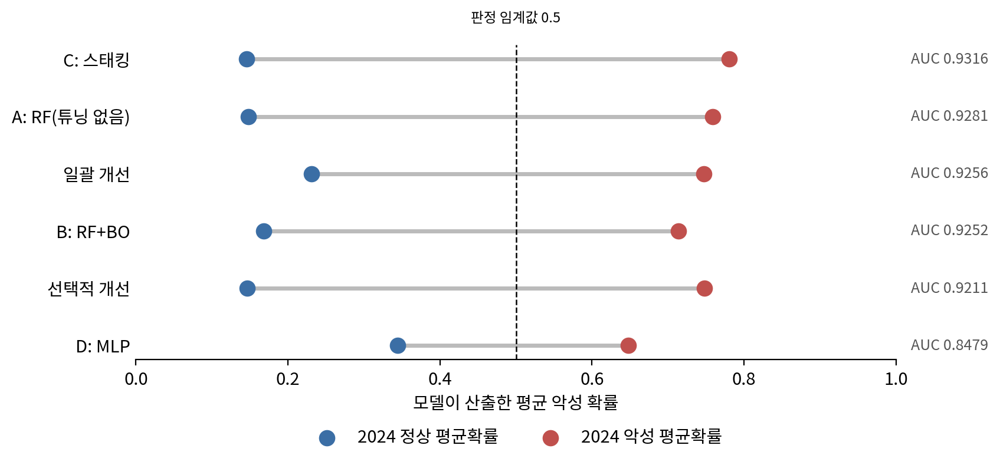 판정 임계값 0.5
C: 스태킹
AUC 0.9316
A: RF(튜닝 없음)
AUC 0.9281
일괄 개선
AUC 0.9256
B: RF+BO
AUC 0.9252
선택적 개선
AUC 0.9211
D: MLP
AUC 0.8479
0.0 0.2 0.4 0.6 0.8 1.0
모델이 산출한 평균 악성 확률
2024 정상 평균확률 2024 악성 평균확률